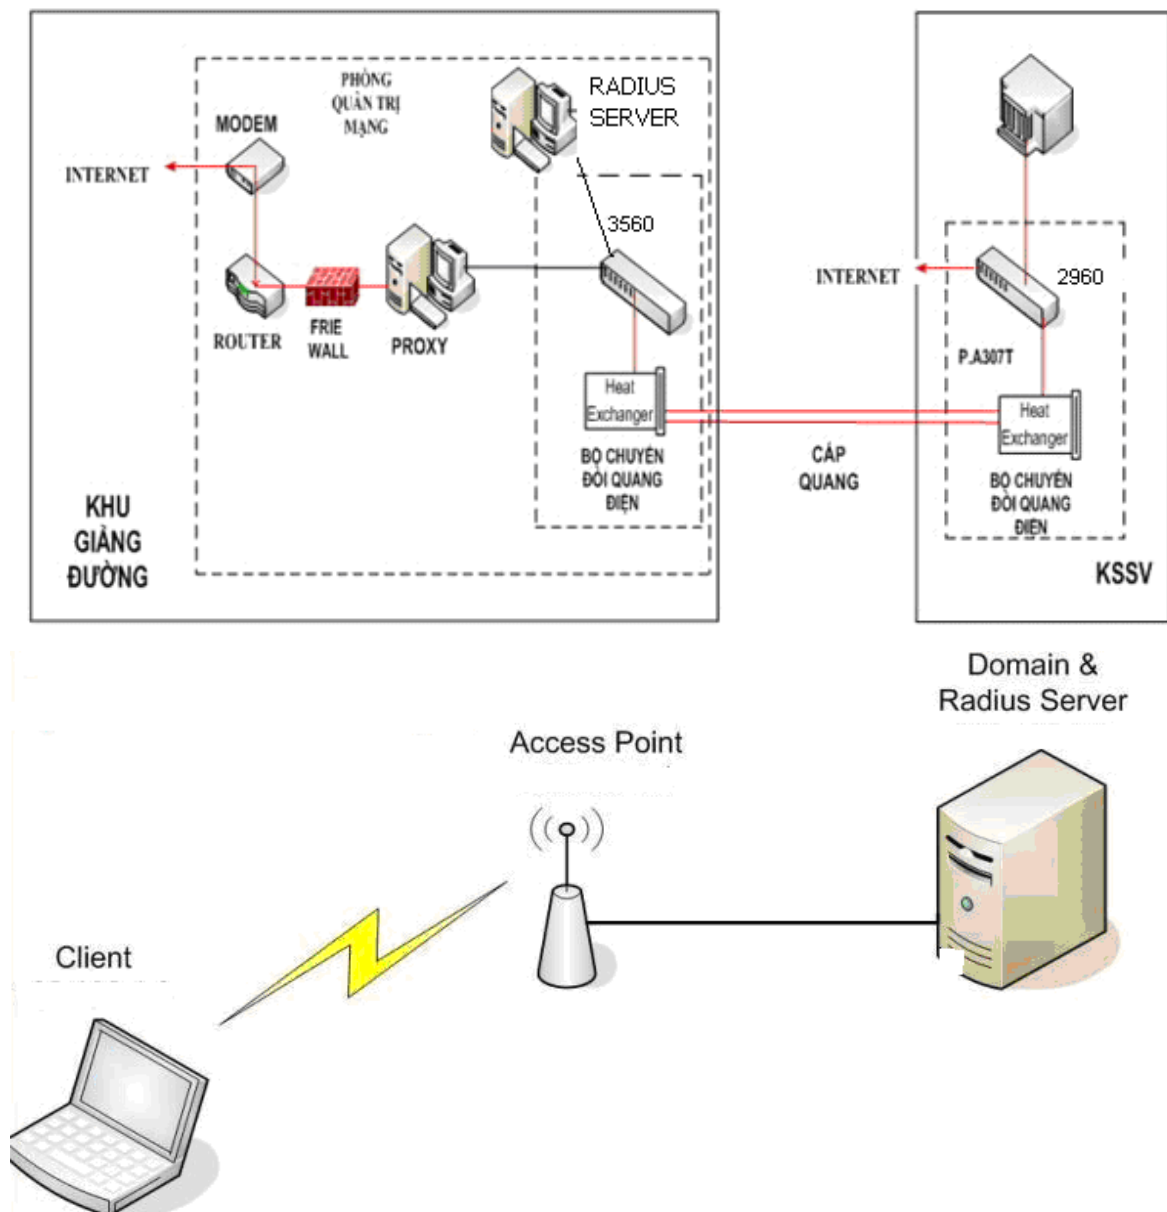 PHÒNG
QUẢN TRỊ
MẠNG
RADIUS
SERVER
MODEM
INTERNET
3560
ROUTER
FRIE
WALL
PROXY
Heat
Exchanger
BỘ CHUYỂN
ĐỔI QUANG
ĐIỆN
KHU
GIẢNG
ĐƯỜNG
CÁP
QUANG
INTERNET
2960
P.A307T
Heat
Exchanger
BỘ CHUYỂN
ĐỔI QUANG
ĐIỆN
KSSV
Domain &
Radius Server
Access Point
Client